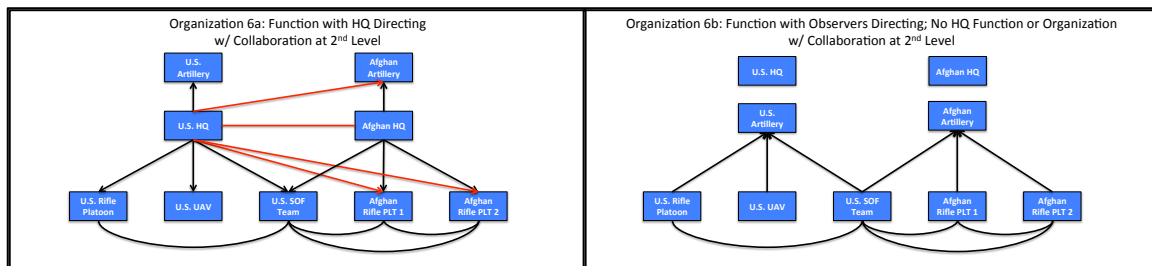 Organization 6a: Function with HQ Directing
w/ Collaboration at 2nd Level
U.S.
Artillery
Afghan
Artillery
U.S. HQ
Afghan HQ
U.S. Rifle
Platoon
U.S. UAV
U.S. SOF
Team
Afghan
Rifle PLT 1
Afghan
Rifle PLT 2
Organization 6b: Function with Observers Directing; No HQ Function or Organization
w/ Collaboration at 2nd Level
U.S. HQ
Afghan HQ
U.S.
Artillery
Afghan
Artillery
U.S. Rifle
Platoon
U.S. UAV
U.S. SOF
Team
Afghan
Rifle PLT 1
Afghan
Rifle PLT 2